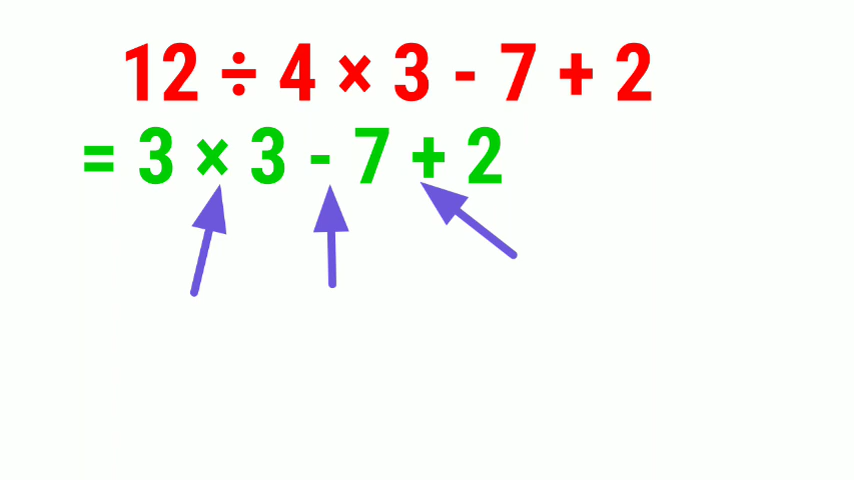 12 ÷ 4 × 3 - 7 + 2
= 3 × 3 - 7 + 2